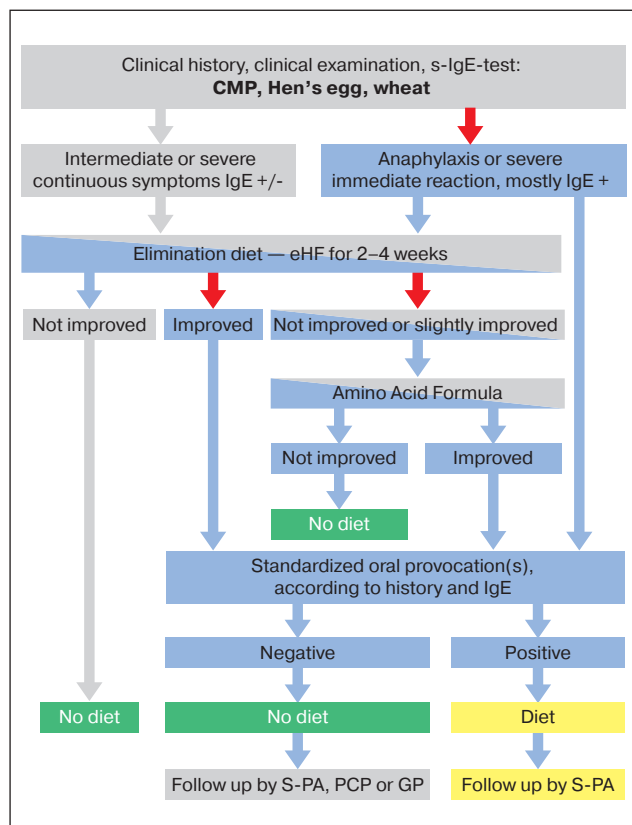 Clinical history, clinical examination, s-IgE-test:
CMP, Hen's egg, wheat
Intermediate or severe
continuous symptoms IgE +/-
Anaphylaxis or severe
immediate reaction, mostly IgE +
Elimination diet — eHF for 2–4 weeks
Not improved
Improved
Not improved or slightly improved
Amino Acid Formula
Not improved
Improved
No diet
Standardized oral provocation(s),
according to history and IgE
Negative
Positive
No diet
No diet
Diet
Follow up by S-PA, PCP or GP
Follow up by S-PA